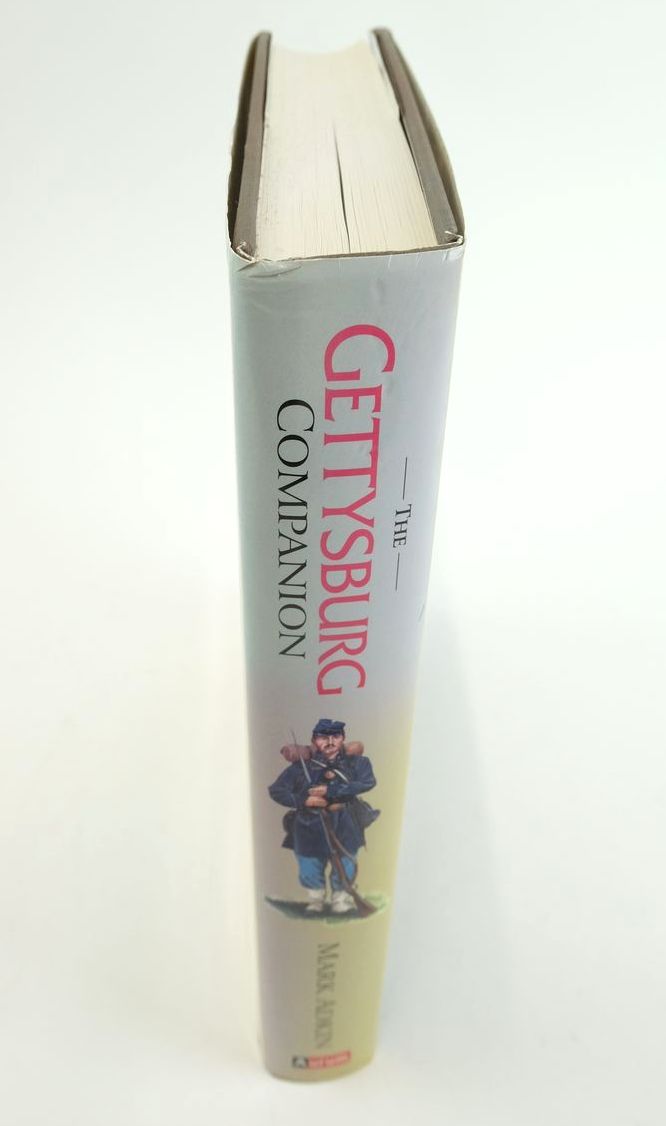 THE
GETTYSBURG
COMPANION
MARK ADKIN